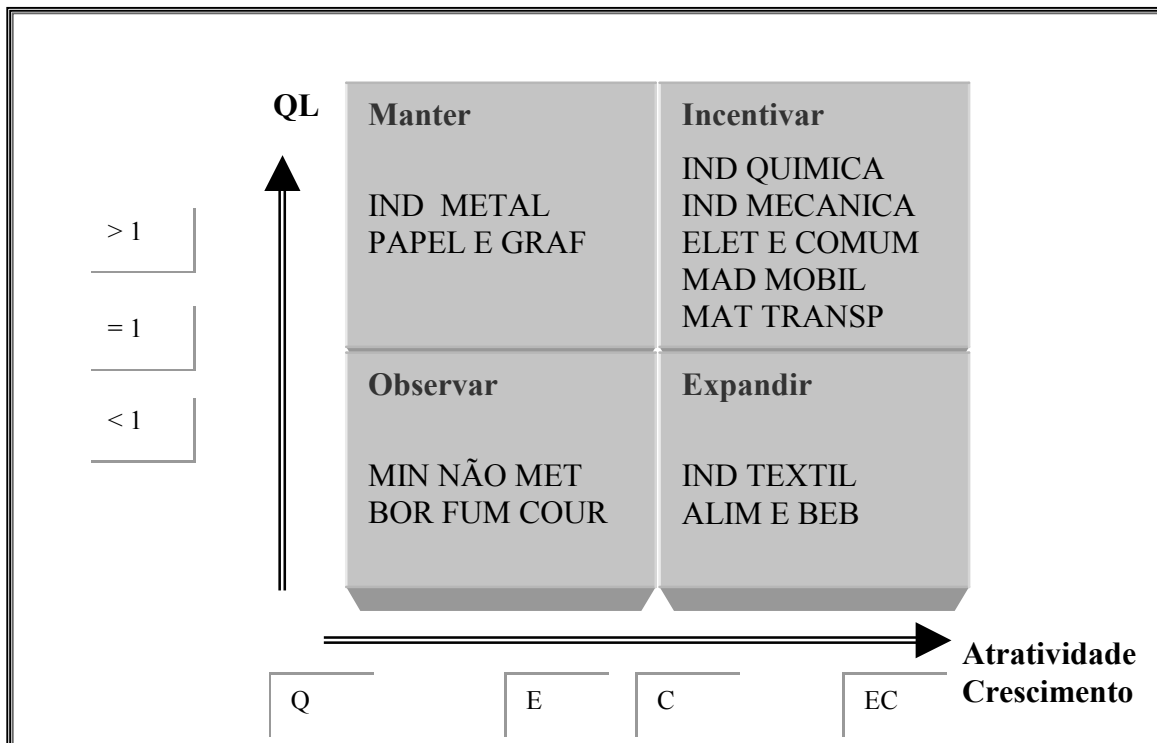 QL
> 1
= 1
< 1
Manter
IND  METAL
PAPEL E GRAF
Incentivar
IND QUIMICA
IND MECANICA
ELET E COMUM
MAD MOBIL
MAT TRANSP
Observar
MIN NÃO MET
BOR FUM COUR
Expandir
IND TEXTIL
ALIM E BEB
Q
E
C
EC
Atratividade
Crescimento